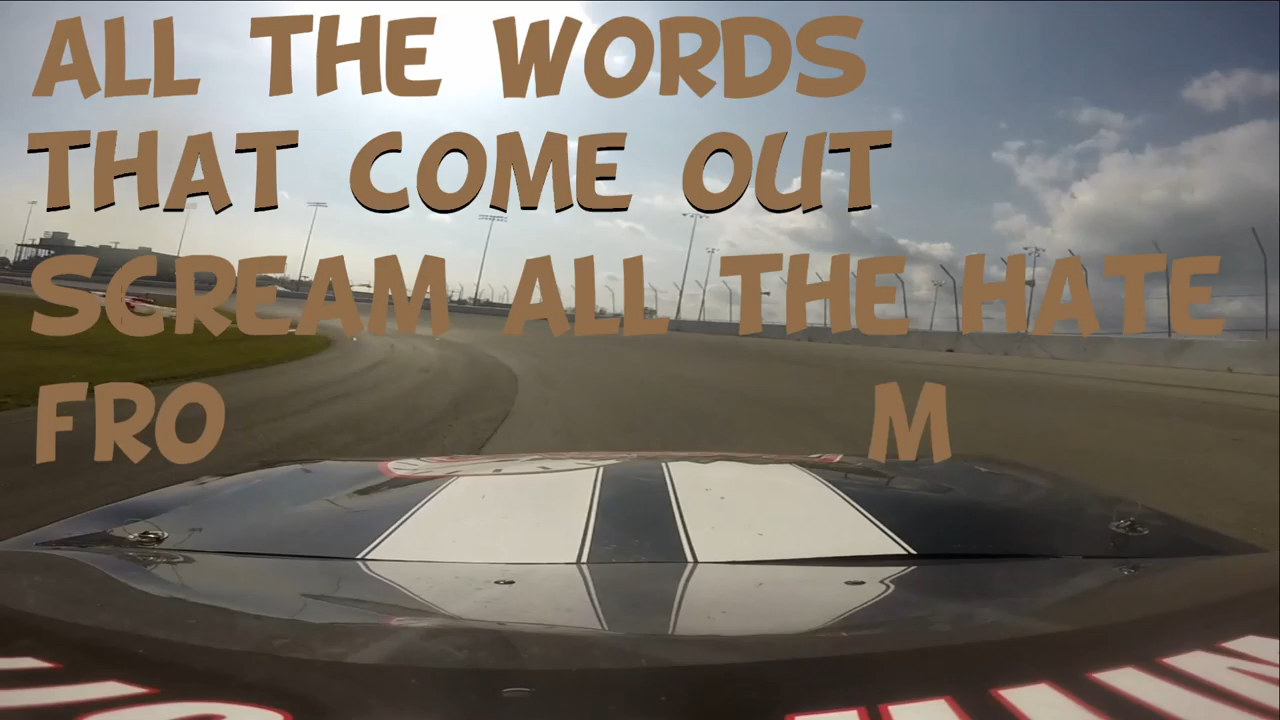 ALL THE WORDS
THAT COME OUT
SCREAM ALL THE HATE
FRO M